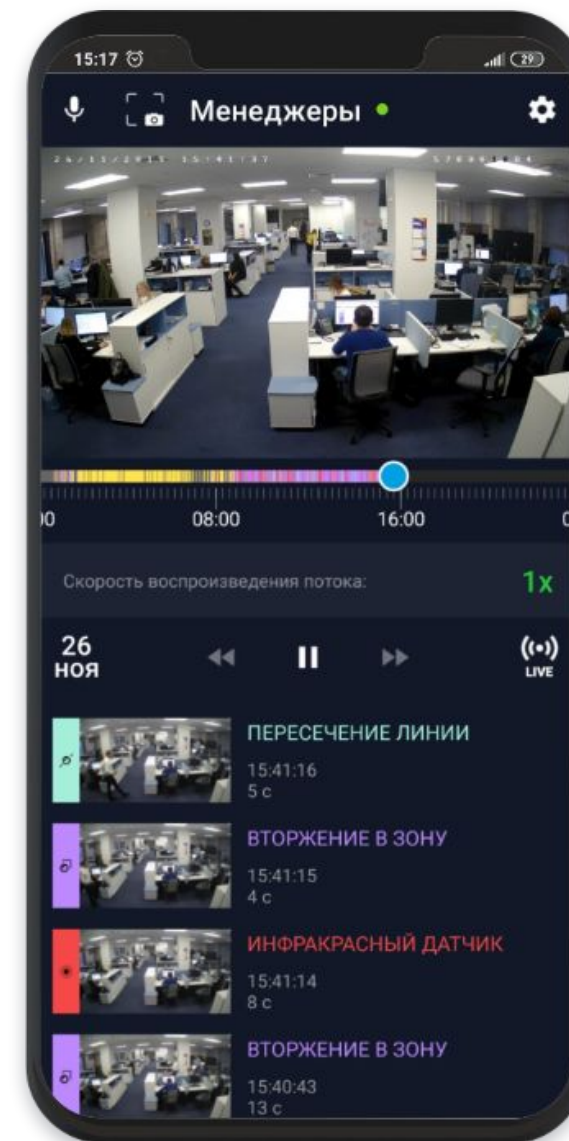 15:17
29
Менеджеры
08:00
16:00
Скорость воспроизведения потока:
1x
26
НОЯ
LIVE
ПЕРЕСЕЧЕНИЕ ЛИНИИ
15:41:16
5 с
ВТОРЖЕНИЕ В ЗОНУ
15:41:15
4 с
ИНФРАКРАСНЫЙ ДАТЧИК
15:41:14
8 с
ВТОРЖЕНИЕ В ЗОНУ
15:40:43
13 с